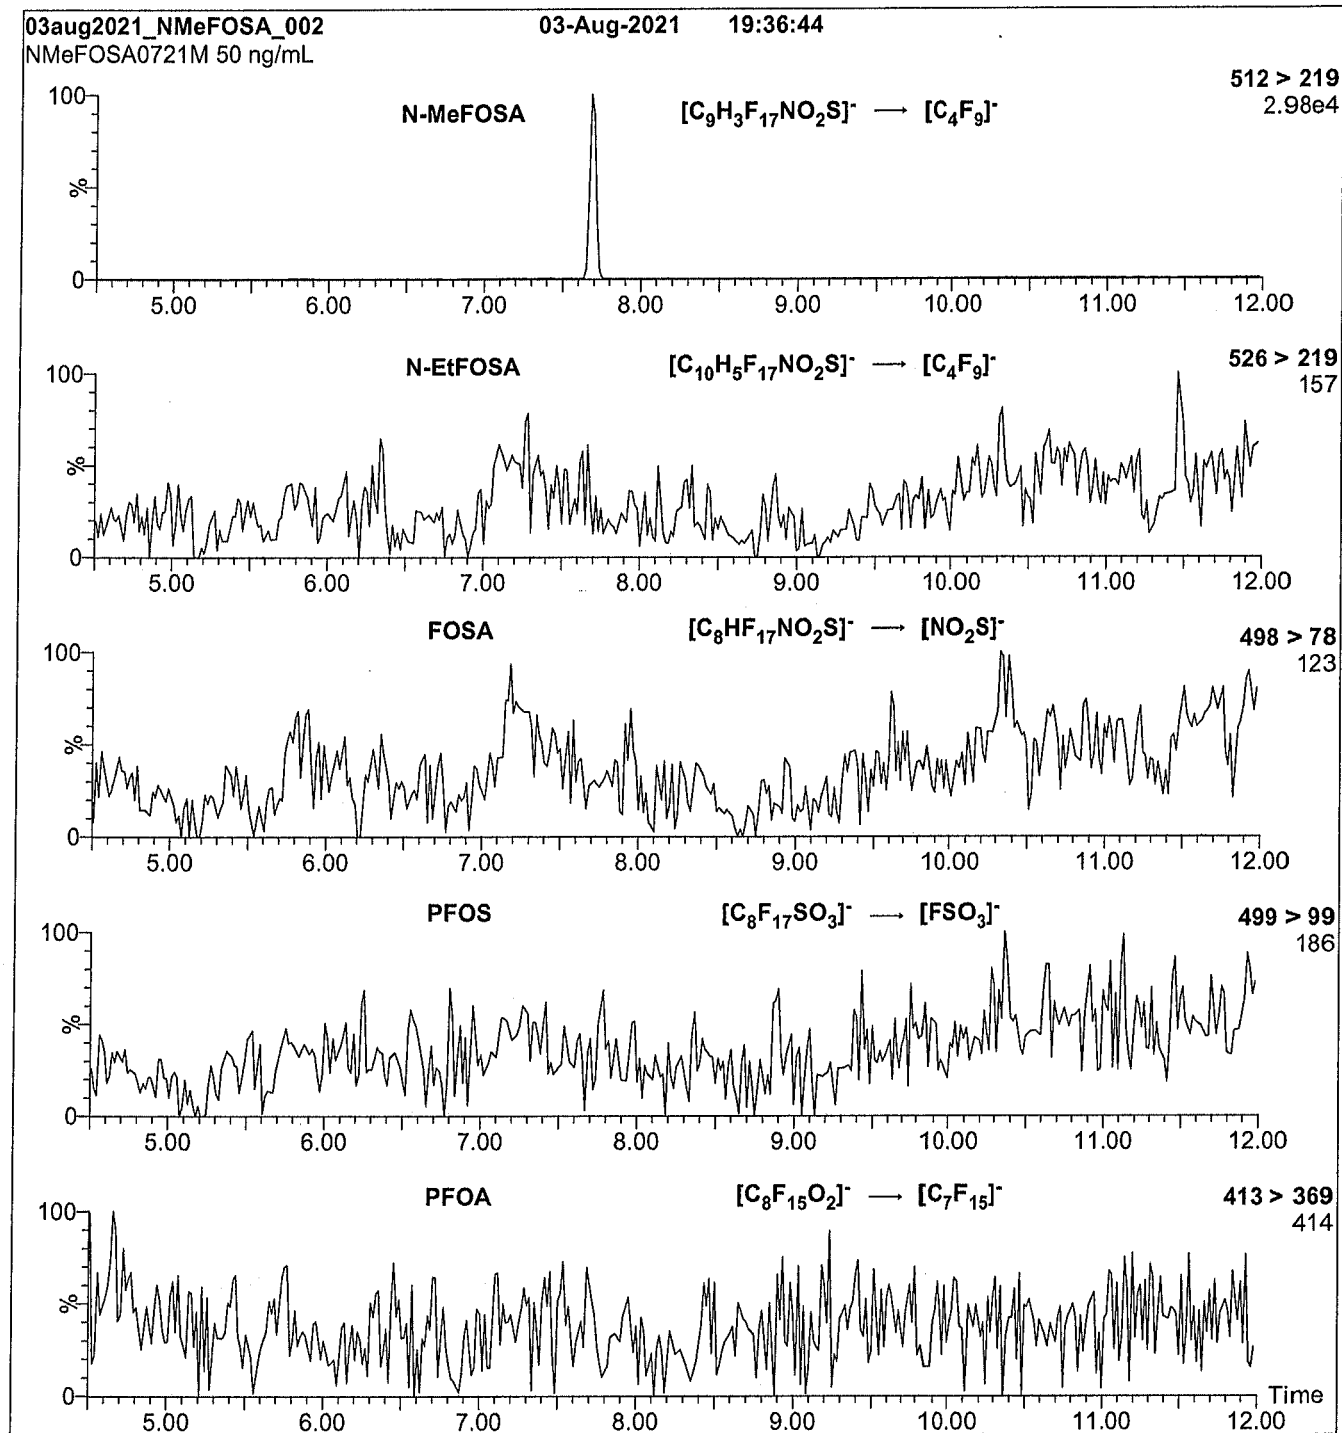 03aug2021_NMeFOSA_002 03-Aug-2021 19:36:44
NMeFOSA0721M 50 ng/mL
512 > 219
2.98e4
N-MeFOSA [C₉H₃F₁₇NO₂S]⁻ → [C₄F₉]⁻
100
%
0
5.00 6.00 7.00 8.00 9.00 10.00 11.00 12.00
526 > 219
157
N-EtFOSA [C₁₀H₅F₁₇NO₂S]⁻ → [C₄F₉]⁻
100
%
0
5.00 6.00 7.00 8.00 9.00 10.00 11.00 12.00
498 > 78
123
FOSA [C₈HF₁₇NO₂S]⁻ → [NO₂S]⁻
100
%
0
5.00 6.00 7.00 8.00 9.00 10.00 11.00 12.00
499 > 99
186
PFOS [C₈F₁₇SO₃]⁻ → [FSO₃]⁻
100
%
0
5.00 6.00 7.00 8.00 9.00 10.00 11.00 12.00
413 > 369
414
PFOA [C₈F₁₅O₂]⁻ → [C₇F₁₅]⁻
100
%
0
Time
5.00 6.00 7.00 8.00 9.00 10.00 11.00 12.00